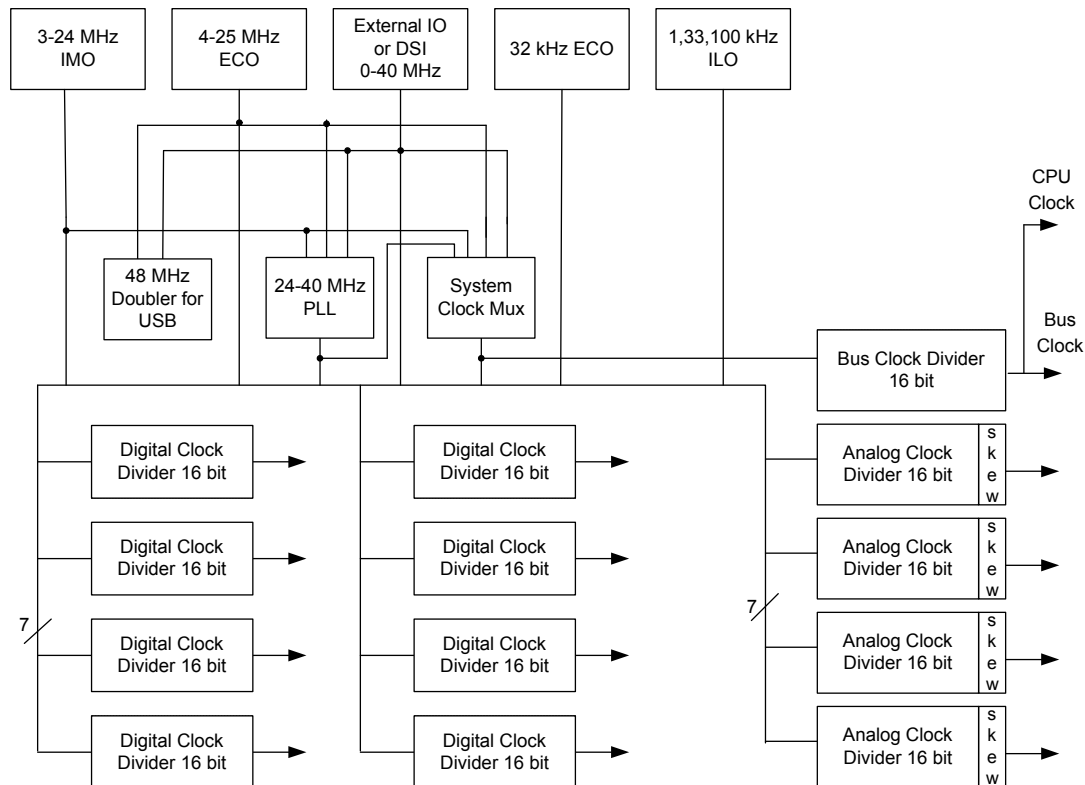 3-24 MHz
IMO
4-25 MHz
ECO
External IO
or DSI
0-40 MHz
32 kHz ECO
1,33,100 kHz
ILO
CPU
Clock
48 MHz
Doubler for
USB
24-40 MHz
PLL
System
Clock Mux
Bus
Clock
Bus Clock Divider
16 bit
Digital Clock
Divider 16 bit
Digital Clock
Divider 16 bit
Analog Clock
Divider 16 bit
s
k
e
w
Digital Clock
Divider 16 bit
Digital Clock
Divider 16 bit
Analog Clock
Divider 16 bit
s
k
e
w
7
7
Digital Clock
Divider 16 bit
Digital Clock
Divider 16 bit
Analog Clock
Divider 16 bit
s
k
e
w
Digital Clock
Divider 16 bit
Digital Clock
Divider 16 bit
Analog Clock
Divider 16 bit
s
k
e
w